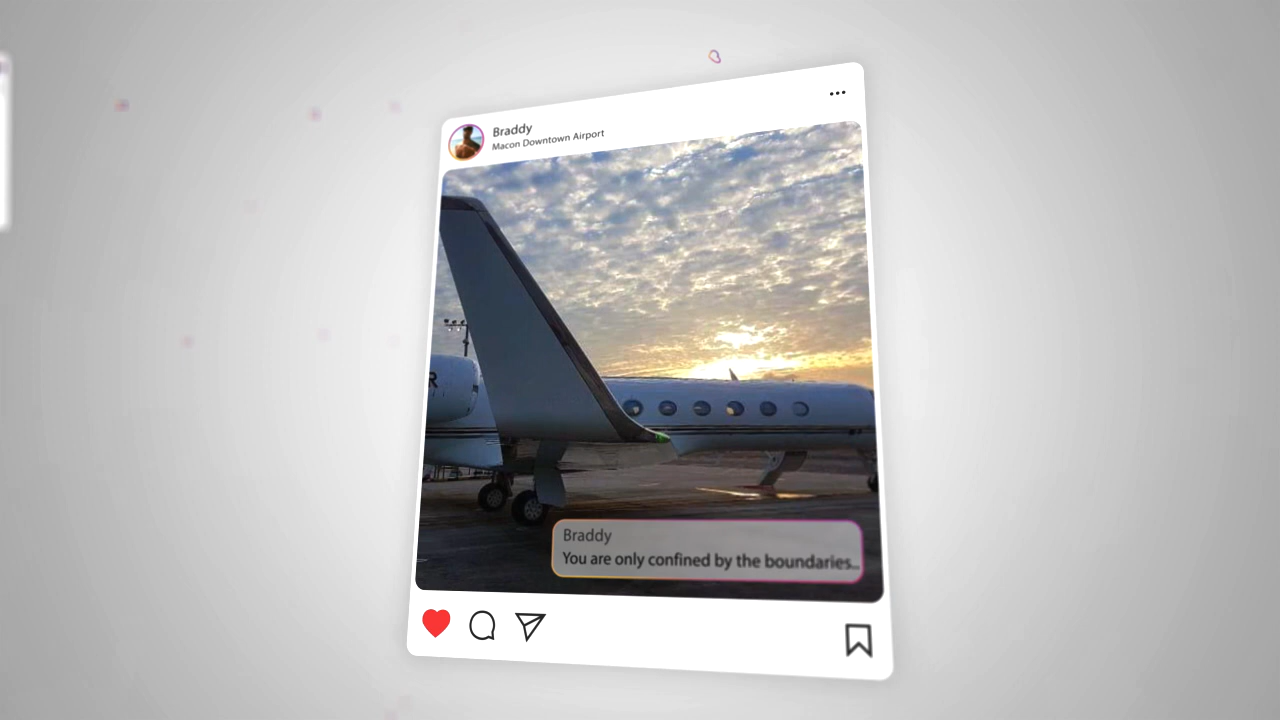 Braddy
Macon Downtown Airport
R
Braddy
You are only confined by the boundaries..